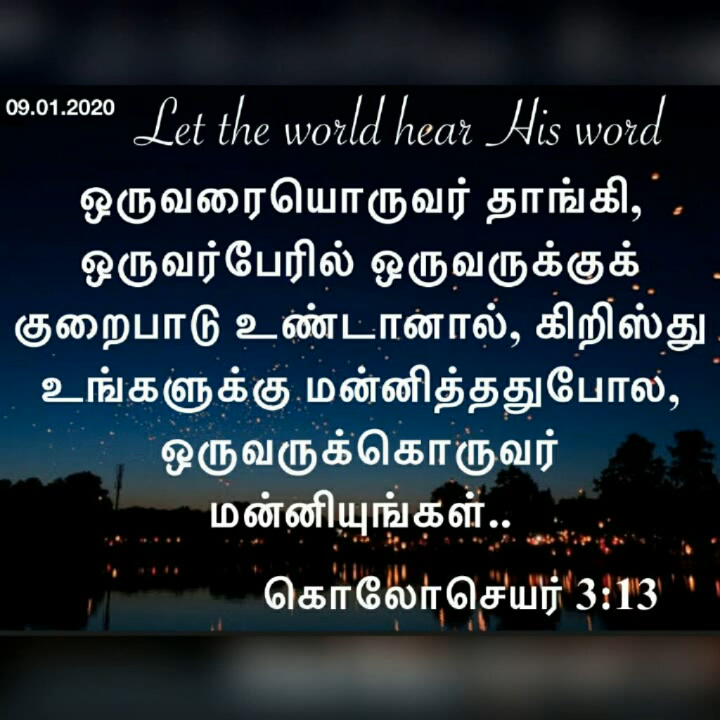 09.01.2020
Let the world hear His word
ஒருவரையொருவர் தாங்கி,
ஒருவர்பேரில் ஒருவருக்குக்
குறைபாடு உண்டானால், கிறிஸ்து
உங்களுக்கு மன்னித்ததுபோல,
ஒருவருக்கொருவர்
மன்னியுங்கள்..
கொலோசெயர் 3:13